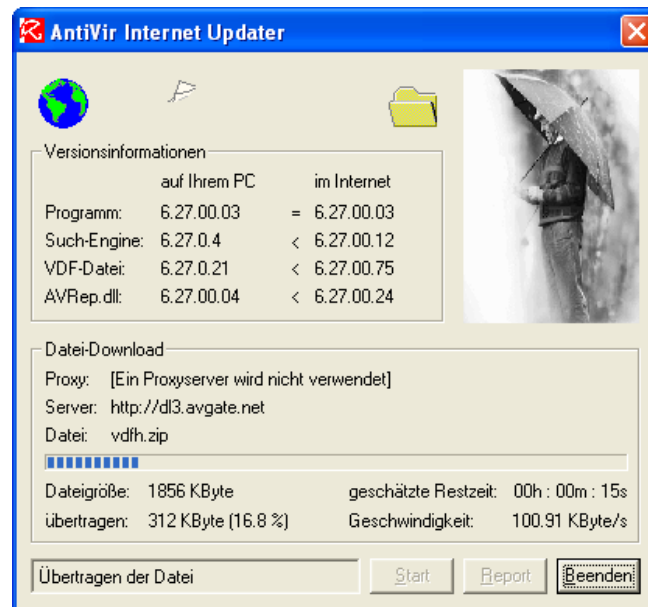 AntiVir Internet Updater
Versionsinformationen
auf Ihrem PC im Internet
Programm: 6.27.00.03 = 6.27.00.03
Such-Engine: 6.27.0.4 < 6.27.00.12
VDF-Datei: 6.27.0.21 < 6.27.00.75
AVRep.dll: 6.27.00.04 < 6.27.00.24
Datei-Download
Proxy: [Ein Proxyserver wird nicht verwendet]
Server: http://dl3.avgate.net
Datei: vdfh.zip
Dateigröße: 1856 KByte geschätzte Restzeit: 00h : 00m : 15s
übertragen: 312 KByte (16.8 %) Geschwindigkeit: 100.91 KByte/s
Übertragen der Datei Start Report Beenden